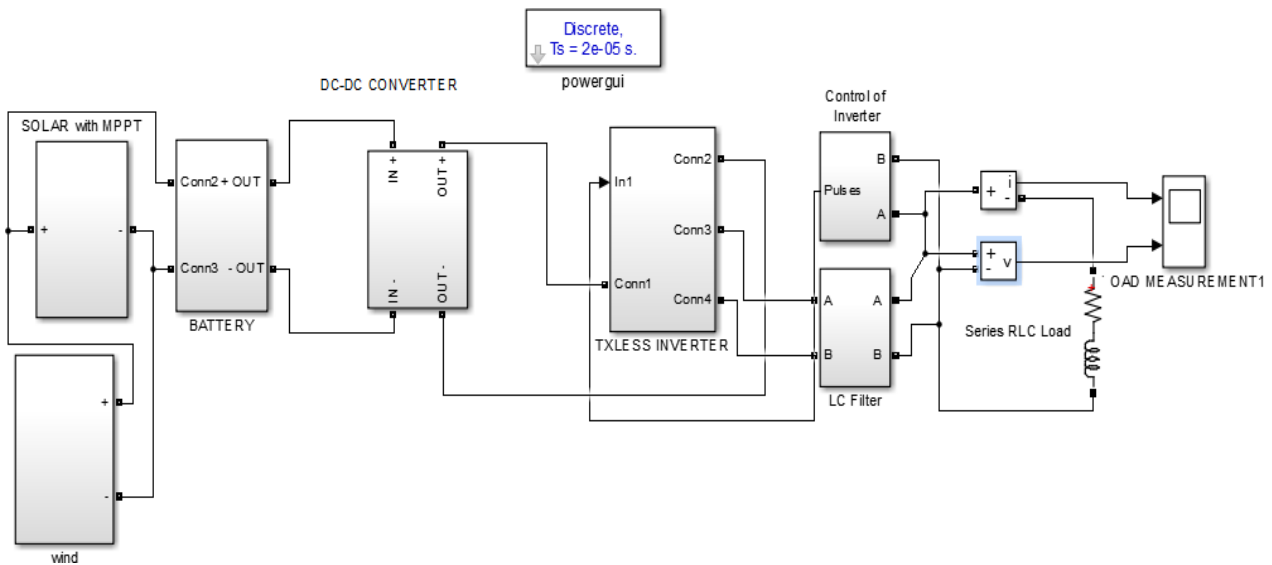 Discrete,
Ts = 2e-05 s.
powergui
DC-DC CONVERTER
SOLAR with MPPT
+
-
Conn2 + OUT
Conn3 - OUT
BATTERY
IN +
OUT+
IN -
OUT -
In1
Conn1
Conn2
Conn3
Conn4
TXLESS INVERTER
Control of
Inverter
B
Pulses
A
A A
B B
LC Filter
+ i
-
+ v
-
OAD MEASUREMENT1
Series RLC Load
+
-
wind